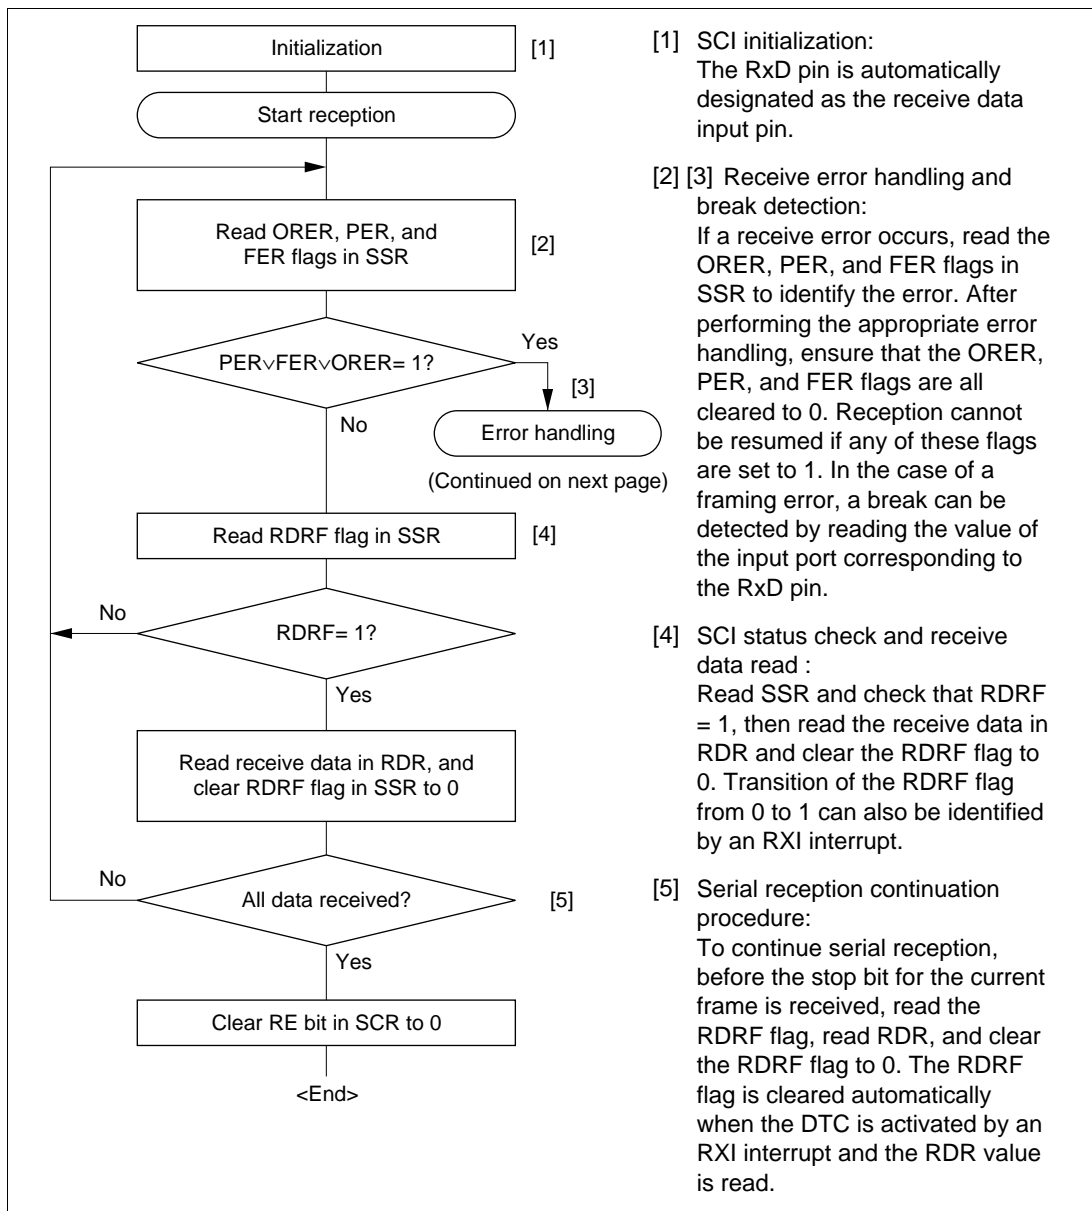 Initialization
[1]
Start reception
Read ORER, PER, and
FER flags in SSR
[2]
PER∨FER∨ORER= 1?
Yes
[3]
No
Error handling
(Continued on next page)
Read RDRF flag in SSR
[4]
No
RDRF= 1?
Yes
Read receive data in RDR, and
clear RDRF flag in SSR to 0
No
All data received?
[5]
Yes
Clear RE bit in SCR to 0
<End>
[1] SCI initialization:
The RxD pin is automatically
designated as the receive data
input pin.
[2] [3] Receive error handling and
break detection:
If a receive error occurs, read the
ORER, PER, and FER flags in
SSR to identify the error. After
performing the appropriate error
handling, ensure that the ORER,
PER, and FER flags are all
cleared to 0. Reception cannot
be resumed if any of these flags
are set to 1. In the case of a
framing error, a break can be
detected by reading the value of
the input port corresponding to
the RxD pin.
[4] SCI status check and receive
data read :
Read SSR and check that RDRF
= 1, then read the receive data in
RDR and clear the RDRF flag to
0. Transition of the RDRF flag
from 0 to 1 can also be identified
by an RXI interrupt.
[5] Serial reception continuation
procedure:
To continue serial reception,
before the stop bit for the current
frame is received, read the
RDRF flag, read RDR, and clear
the RDRF flag to 0. The RDRF
flag is cleared automatically
when the DTC is activated by an
RXI interrupt and the RDR value
is read.